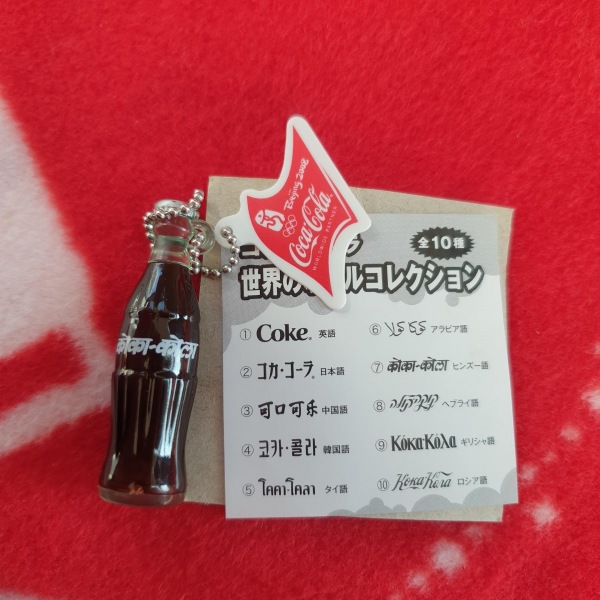 Beijing 2008
Coca-Cola
WORLDWIDE PARTNER
全10種
世界の
ルコレクション
कोका-कोला
① Coke® 英語
② コカ・コーラ® 日本語
③ 可口可乐 中国語
④ 코카·콜라 韓国語
⑤ โคคา-โคลา タイ語
⑥ アラビア語
⑦ कोका-कोला ヒンズー語
⑧ ヘブライ語
⑨ Κόκα-Κόλα ギリシャ語
⑩ Кока-Кола ロシア語